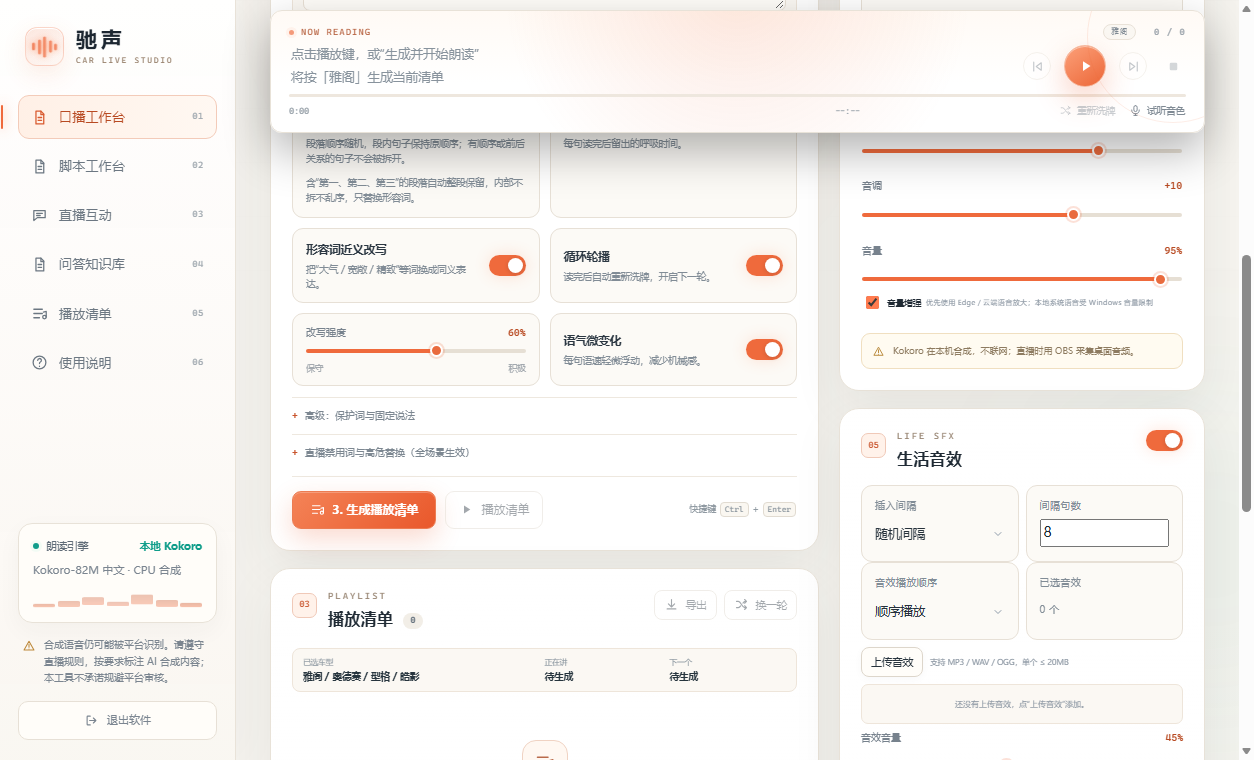 驰声
CAR LIVE STUDIO
口播工作台 01
脚本工作台 02
直播互动 03
问答知识库 04
播放清单 05
使用说明 06
朗读引擎 本地 Kokoro
Kokoro-82M 中文 · CPU 合成
合成语音仍可能被平台识别。请遵守
直播规则，按要求标注 AI 合成内容；
本工具不承诺规避平台审核。
退出软件
NOW READING
雅阁 0 / 0
点击播放键，或“生成并开始朗读”
将按「雅阁」生成当前清单
0:00 --:-- 重新洗牌 试听音色
段落顺序随机，段内句子保持原顺序；有顺序或前后
关系的句子不会被拆开。
含“第一、第二、第三”的段落自动整段保留，内部不
拆不乱序，只替换形容词。
每句读完后留出的呼吸时间。
形容词近义改写
把“大气 / 宽敞 / 精致”等词换成同义表
达。
循环轮播
读完后自动重新洗牌，开启下一轮。
改写强度 60%
保守 积极
语气微变化
每句语速轻微浮动，减少机械感。
+ 高级：保护词与固定说法
+ 直播禁用词与高危替换（全场景生效）
3. 生成播放清单
播放清单
快捷键 Ctrl + Enter
03 PLAYLIST
播放清单 0
导出
换一轮
已选车型 正在讲 下一个
雅阁 / 奥德赛 / 型格 / 皓影 待生成 待生成
音调 +10
音量 95%
音量增强 优先使用 Edge / 云端语音放大；本地系统语音受 Windows 音量限制
Kokoro 在本机合成，不联网；直播时用 OBS 采集桌面音频。
05 LIFE SFX
生活音效
插入间隔
随机间隔
间隔句数
8
音效播放顺序
顺序播放
已选音效
0 个
上传音效 支持 MP3 / WAV / OGG，单个 ≤ 20MB
还没有上传音效，点“上传音效”添加。
音效音量 45%